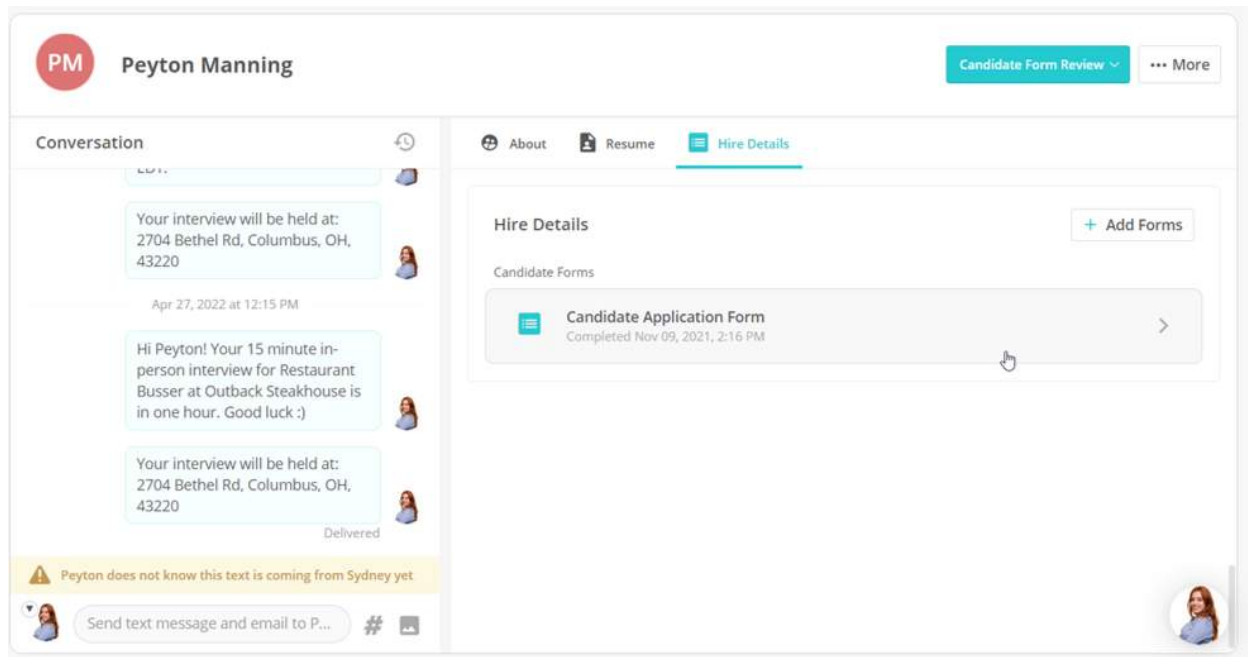 PM
Peyton Manning
Candidate Form Review
More
Conversation
About
Resume
Hire Details
Your interview will be held at:
2704 Bethel Rd, Columbus, OH,
43220
Apr 27, 2022 at 12:15 PM
Hi Peyton! Your 15 minute in-
person interview for Restaurant
Busser at Outback Steakhouse is
in one hour. Good luck :)
Your interview will be held at:
2704 Bethel Rd, Columbus, OH,
43220
Delivered
Peyton does not know this text is coming from Sydney yet
Send text message and email to P...
#
Hire Details
+ Add Forms
Candidate Forms
Candidate Application Form
Completed Nov 09, 2021, 2:16 PM